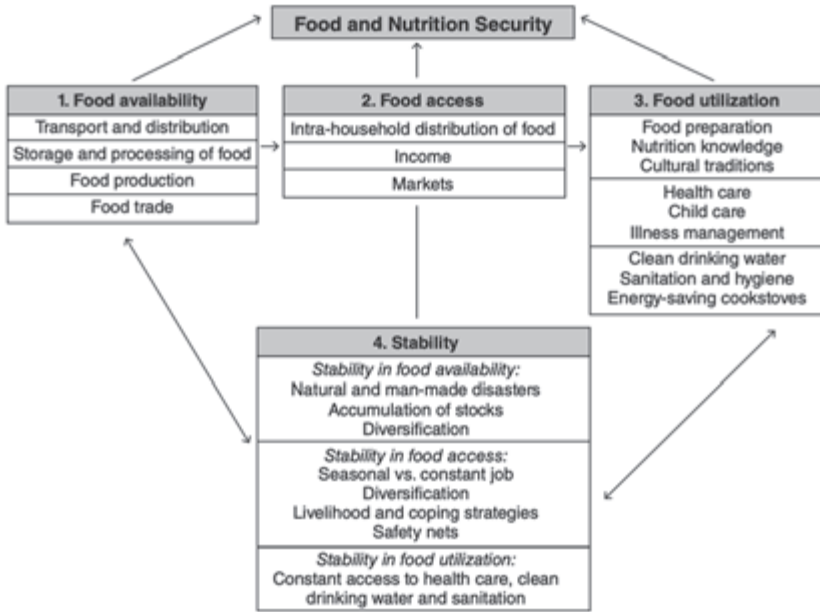 Food and Nutrition Security
1. Food availability
Transport and distribution
Storage and processing of food
Food production
Food trade
2. Food access
Intra-household distribution of food
Income
Markets
3. Food utilization
Food preparation
Nutrition knowledge
Cultural traditions
Health care
Child care
Illness management
Clean drinking water
Sanitation and hygiene
Energy-saving cookstoves
4. Stability
Stability in food availability:
Natural and man-made disasters
Accumulation of stocks
Diversification
Stability in food access:
Seasonal vs. constant job
Diversification
Livelihood and coping strategies
Safety nets
Stability in food utilization:
Constant access to health care, clean
drinking water and sanitation